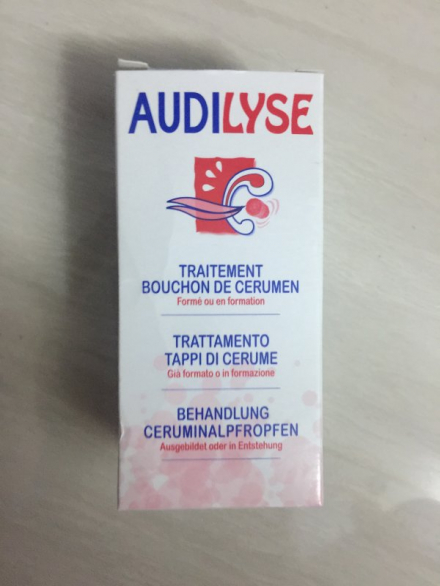 AUDILYSE
TRAITEMENT
BOUCHON DE CERUMEN
Formé ou en formation
TRATTAMENTO
TAPPI DI CERUME
Già formato o in formazione
BEHANDLUNG
CERUMINALPFROPFEN
Ausgebildet oder in Entstehung